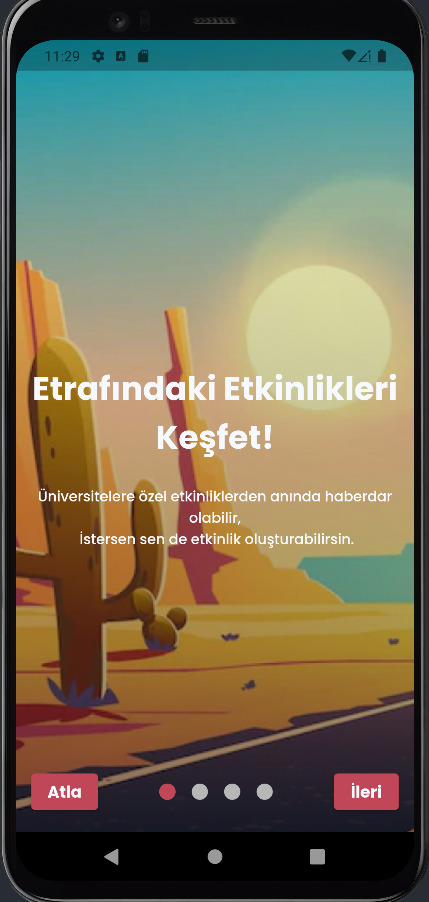 11:29
Etrafındaki Etkinlikleri
Keşfet!
Üniversitelere özel etkinliklerden anında haberdar
olabilir,
İstersen sen de etkinlik oluşturabilirsin.
Atla
İleri